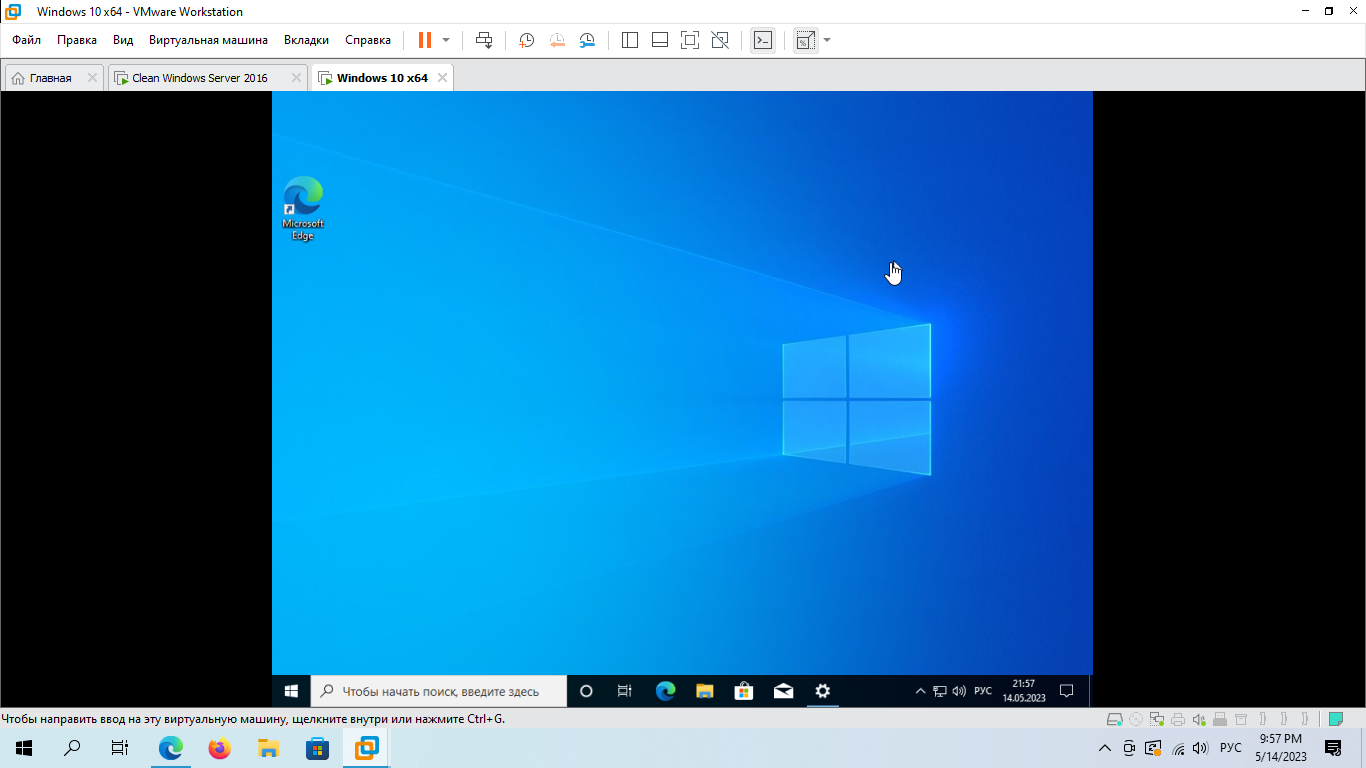 Windows 10 x64 - VMware Workstation
Файл Правка Вид Виртуальная машина Вкладки Справка
Главная Clean Windows Server 2016 Windows 10 x64
Microsoft
Edge
Чтобы начать поиск, введите здесь
РУС
21:57
14.05.2023
Чтобы направить ввод на эту виртуальную машину, щелкните внутри или нажмите Ctrl+G.
РУС
9:57 PM
5/14/2023